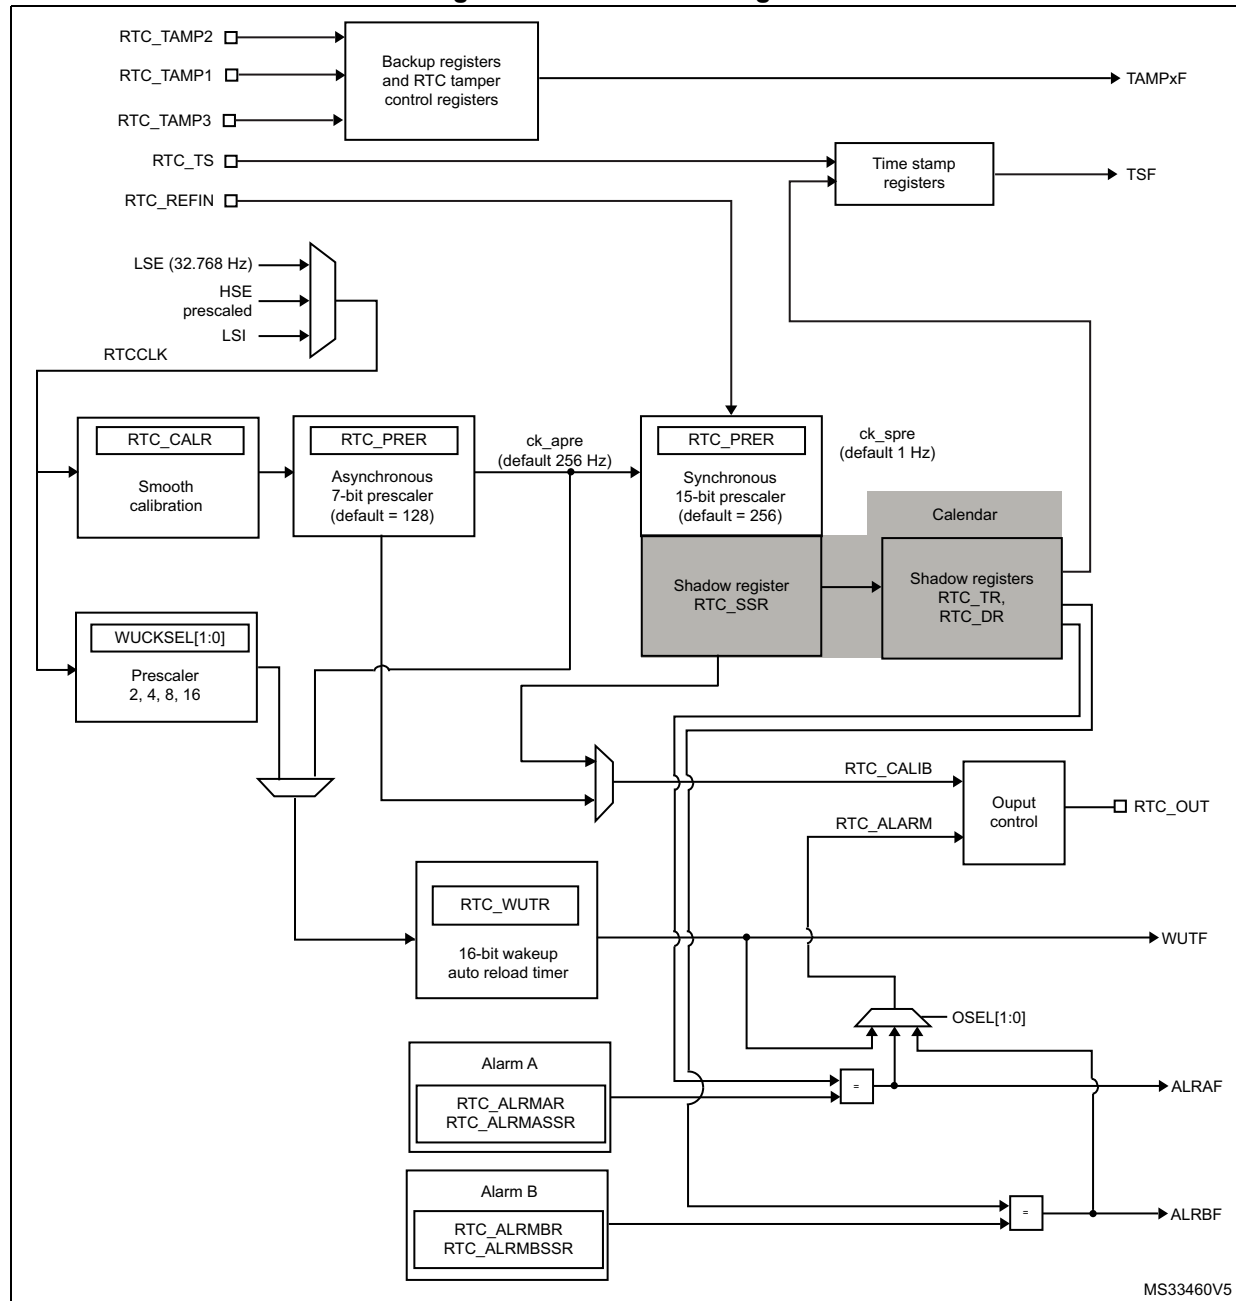 RTC_TAMP2
RTC_TAMP1
RTC_TAMP3
Backup registers
and RTC tamper
control registers
TAMPxF
RTC_TS
RTC_REFIN
Time stamp
registers
TSF
LSE (32.768 Hz)
HSE
prescaled
LSI
RTCCLK
RTC_CALR
Smooth
calibration
RTC_PRER
Asynchronous
7-bit prescaler
(default = 128)
ck_apre
(default 256 Hz)
RTC_PRER
Synchronous
15-bit prescaler
(default = 256)
ck_spre
(default 1 Hz)
Calendar
Shadow register
RTC_SSR
Shadow registers
RTC_TR,
RTC_DR
WUCKSEL[1:0]
Prescaler
2, 4, 8, 16
RTC_CALIB
RTC_ALARM
Ouput
control
RTC_OUT
RTC_WUTR
16-bit wakeup
auto reload timer
WUTF
OSEL[1:0]
Alarm A
RTC_ALRMAR
RTC_ALRMASSR
=
ALRAF
Alarm B
RTC_ALRMBR
RTC_ALRMBSSR
=
ALRBF
MS33460V5